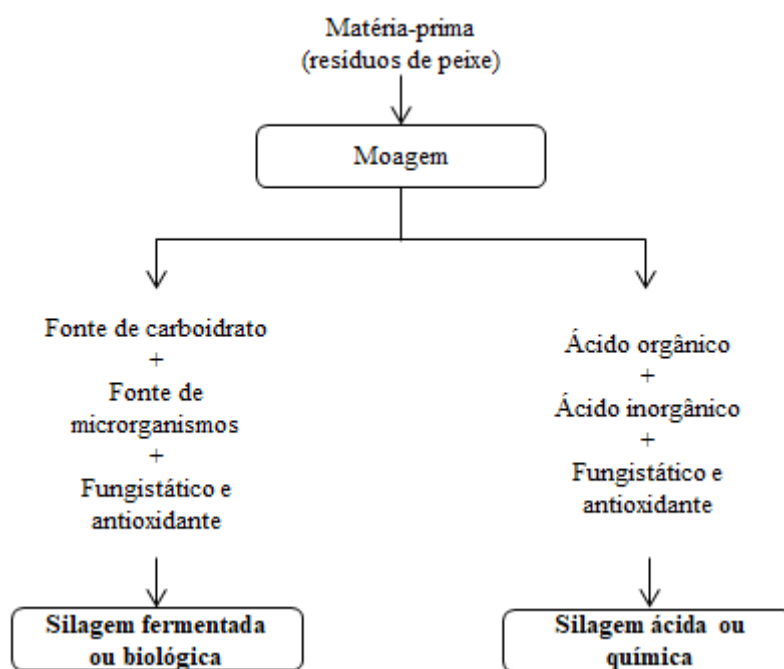 Matéria-prima
(resíduos de peixe)
Moagem
Fonte de carboidrato
+
Fonte de
microrganismos
+
Fungistático e
antioxidante
Silagem fermentada
ou biológica
Ácido orgânico
+
Ácido inorgânico
+
Fungistático e
antioxidante
Silagem ácida ou
química